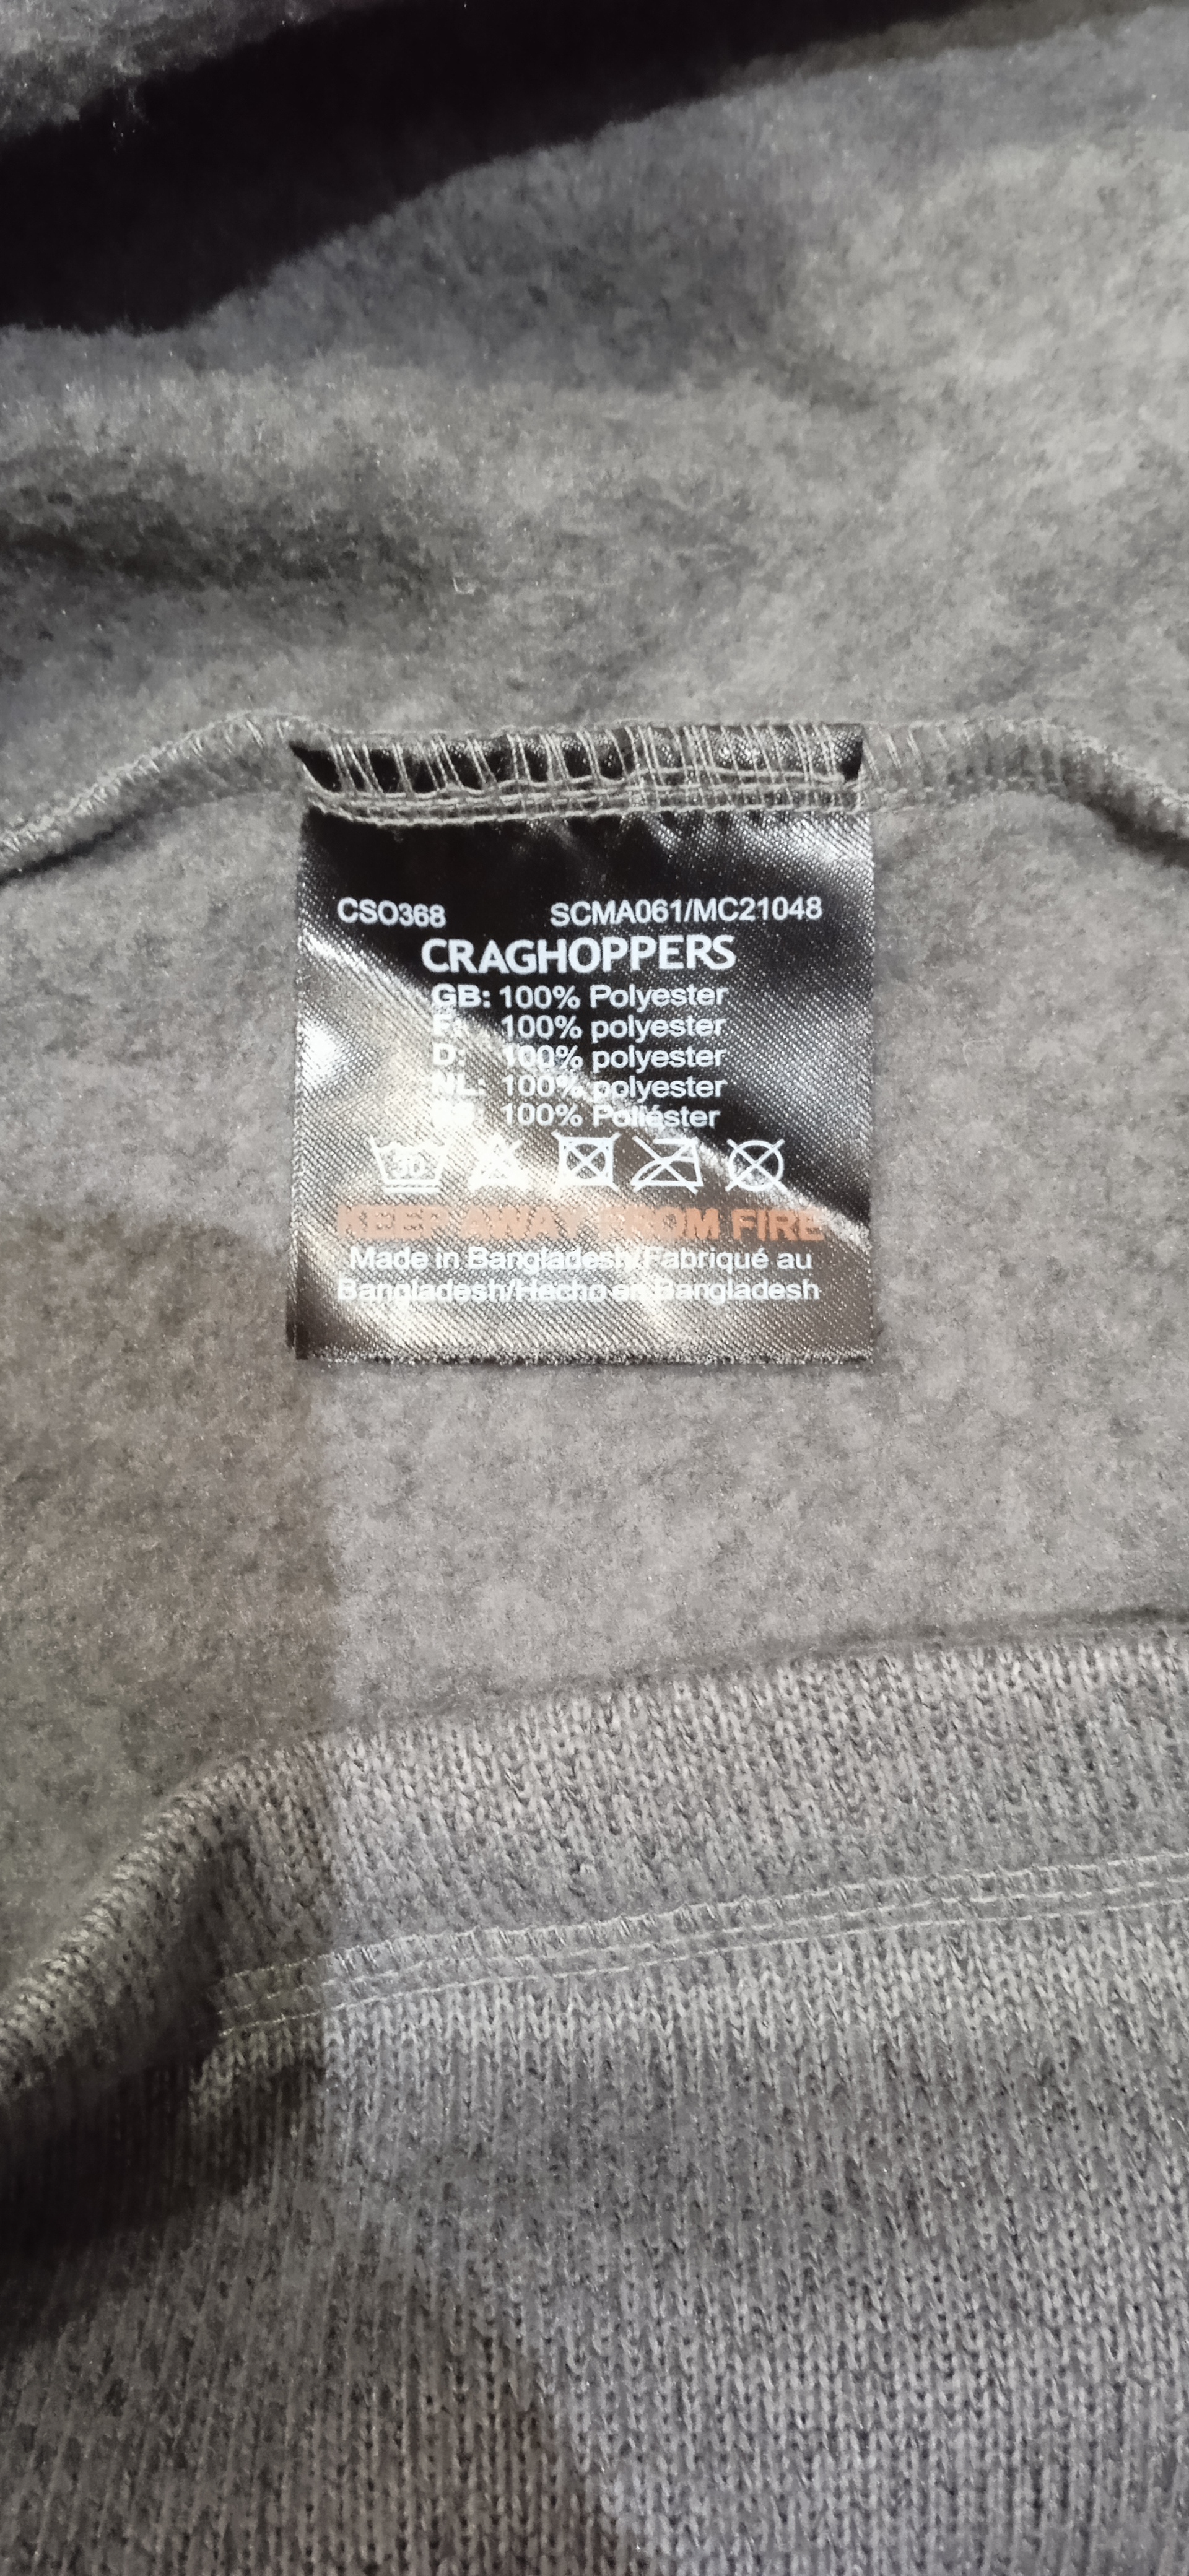 CSO368 SCMA061/MC21048
CRAGHOPPERS
GB: 100% Polyester
F: 100% polyester
D: 100% polyester
NL: 100% polyester
100% Poliéster
30
KEEP AWAY FROM FIRE
Made in Bangladesh/Fabriqué au
Bangladesh/Hecho en Bangladesh